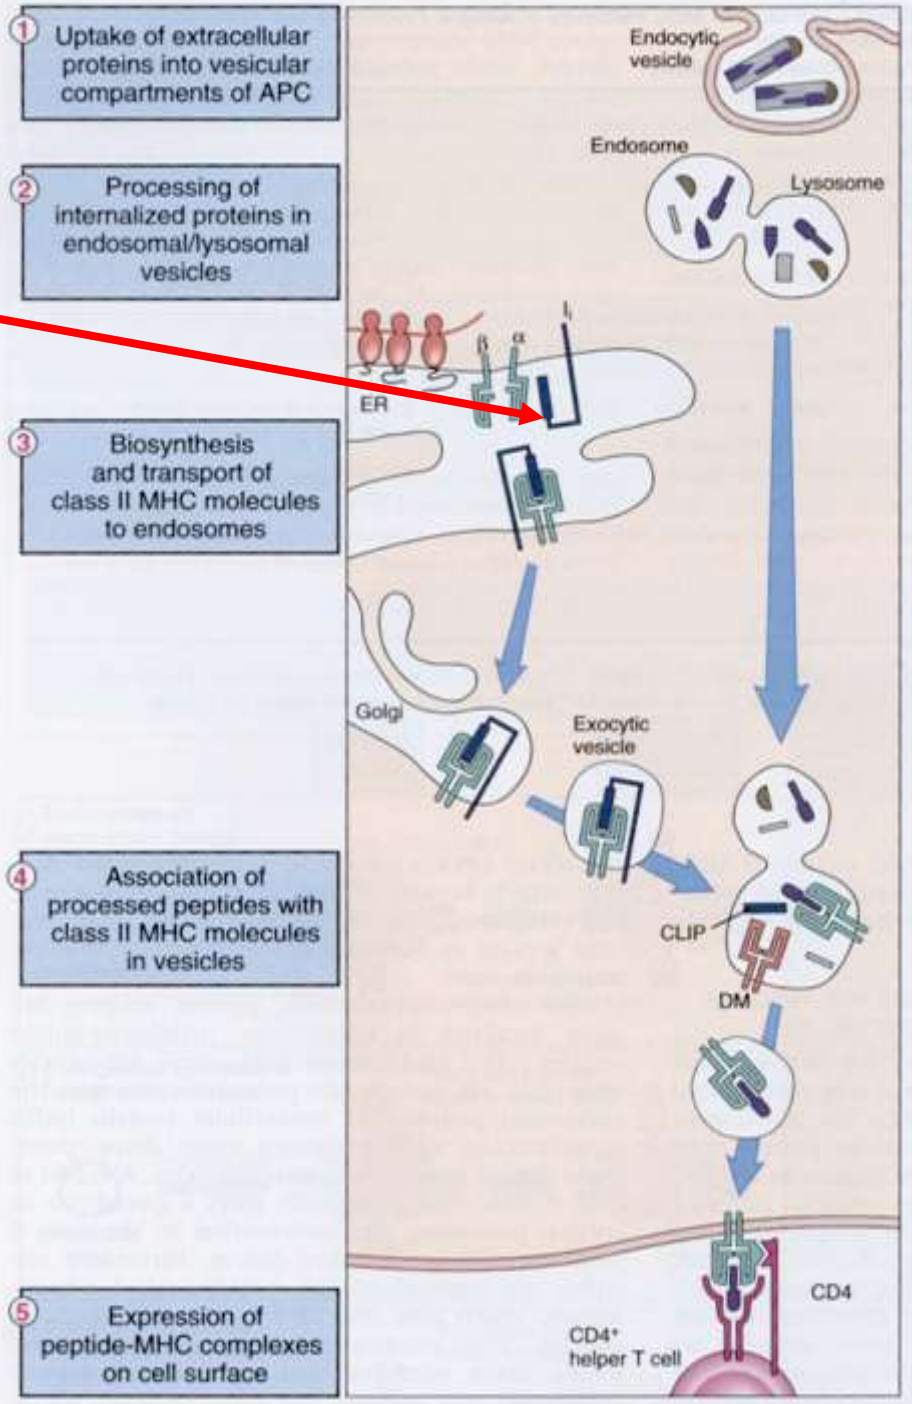 1
Uptake of extracellular
proteins into vesicular
compartments of APC
Endocytic
vesicle
2
Processing of
internalized proteins in
endosomal/lysosomal
vesicles
Endosome
Lysosome
3
Biosynthesis
and transport of
class II MHC molecules
to endosomes
β
α
Ii
ER
Golgi
Exocytic
vesicle
4
Association of
processed peptides with
class II MHC molecules
in vesicles
CLIP
DM
5
Expression of
peptide-MHC complexes
on cell surface
CD4
CD4+
helper T cell